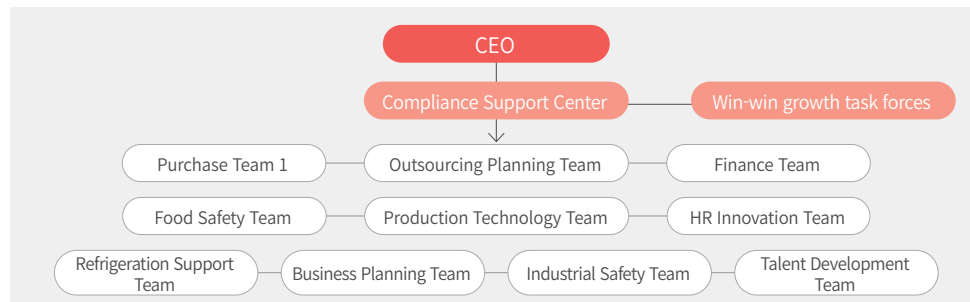 CEO
Compliance Support Center
Win-win growth task forces
Purchase Team 1
Outsourcing Planning Team
Finance Team
Food Safety Team
Production Technology Team
HR Innovation Team
Refrigeration Support
Team
Business Planning Team
Industrial Safety Team
Talent Development
Team